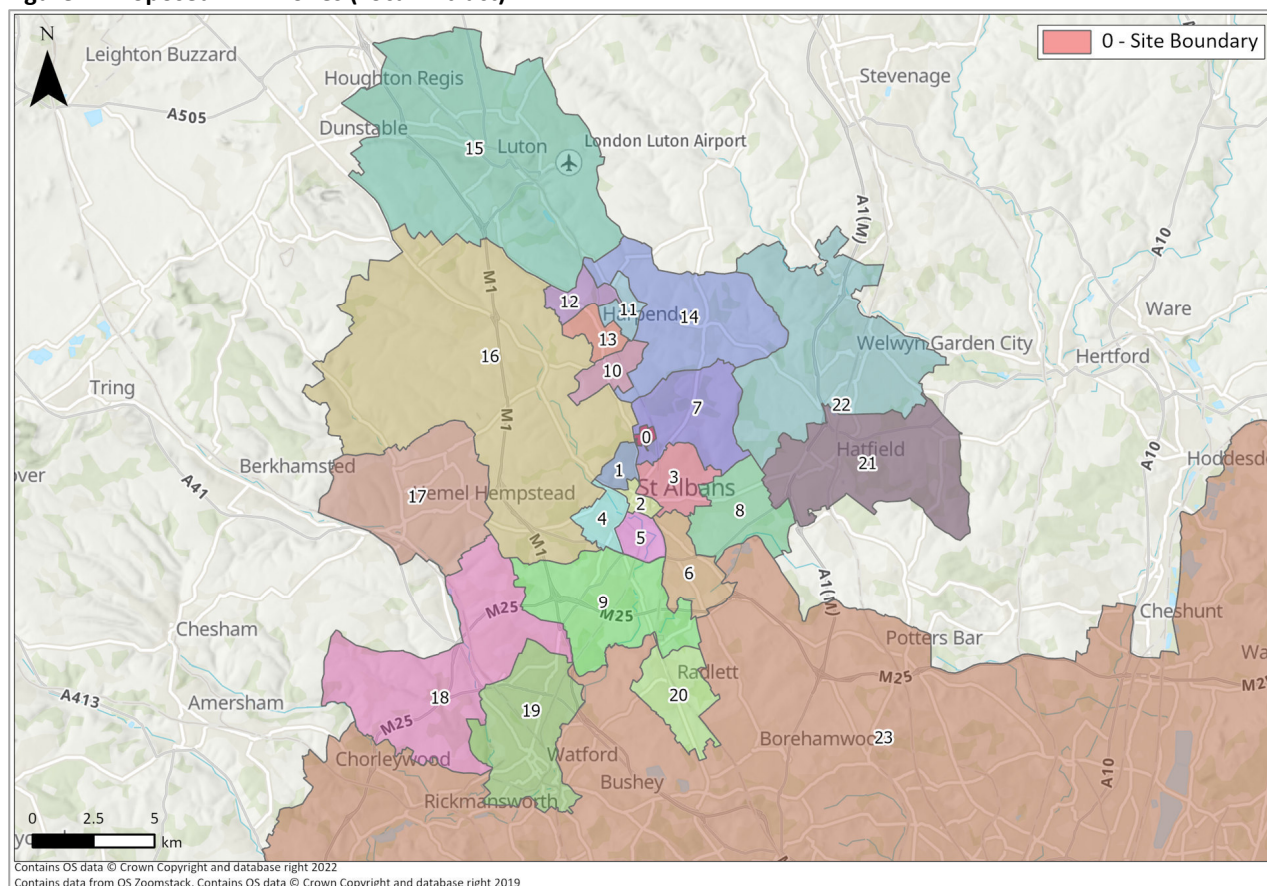 N
0 - Site Boundary
Leighton Buzzard
Houghton Regis
Stevenage
A505
Dunstable
15
Luton
London Luton Airport
A1(M)
A10
M1
12
11
14
Ware
13
16
Welwyn Garden City
Hertford
10
Tring
M1
7
22
0
A10
Hatfield
Berkhamsted
1
21
A41
3
17
Hemel Hempstead
St Albans
2
8
4
5
M1
6
A1(M)
9
M25
M25
Cheshunt
Chesham
Potters Bar
Radlett
M25
A413
Amersham
18
20
19
M25
23
Chorleywood
Watford
Bushey
A10
Rickmansworth
0 2.5 5
km
Contains OS data © Crown Copyright and database right 2022
Contains data from OS Zoomstack. Contains OS data © Crown Copyright and database right 2019